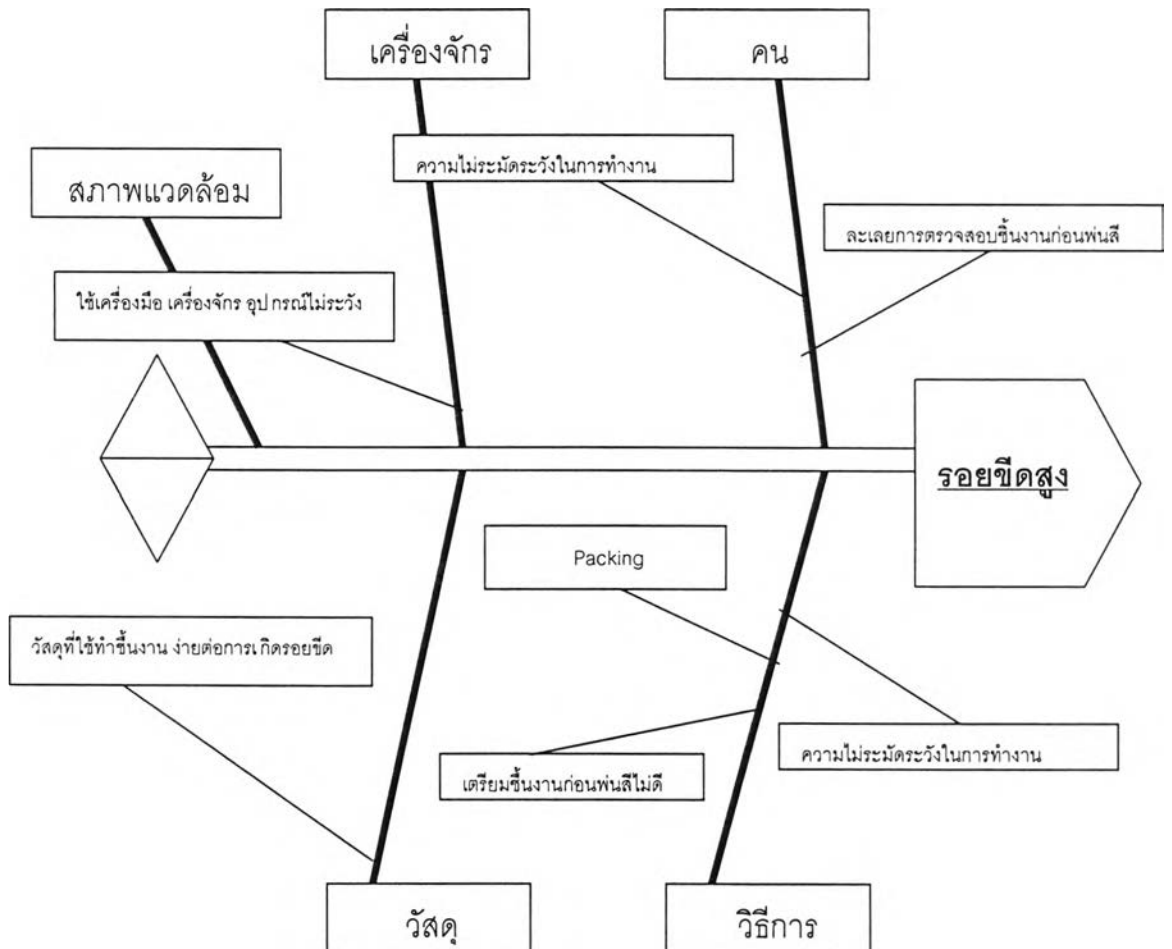 เครื่องจักร
คน
ความไม่ระมัดระวังในการทำงาน
สภาพแวดล้อม
ละเลยการตรวจสอบชิ้นงานก่อนพ่นสี
ใช้เครื่องมือ เครื่องจักร อุปกรณ์ไม่ระวัง
รอยขีดสูง
Packing
วัสดุที่ใช้ทำชิ้นงาน ง่ายต่อการเกิดรอยขีด
ความไม่ระมัดระวังในการทำงาน
เตรียมชิ้นงานก่อนพ่นสีไม่ดี
วัสดุ
วิธีการ